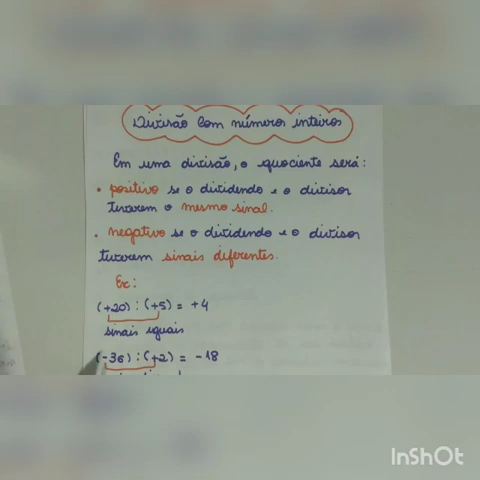 Divisão com números inteiros
Em uma divisão, o quociente será:
• positivo se o dividendo e o divisor
tiverem o mesmo sinal.
• negativo se o dividendo e o divisor
tiverem sinais diferentes.
Ex:
(+20) : (+5) = +4
sinais iguais
(-36) : (+2) = -18
InShOt